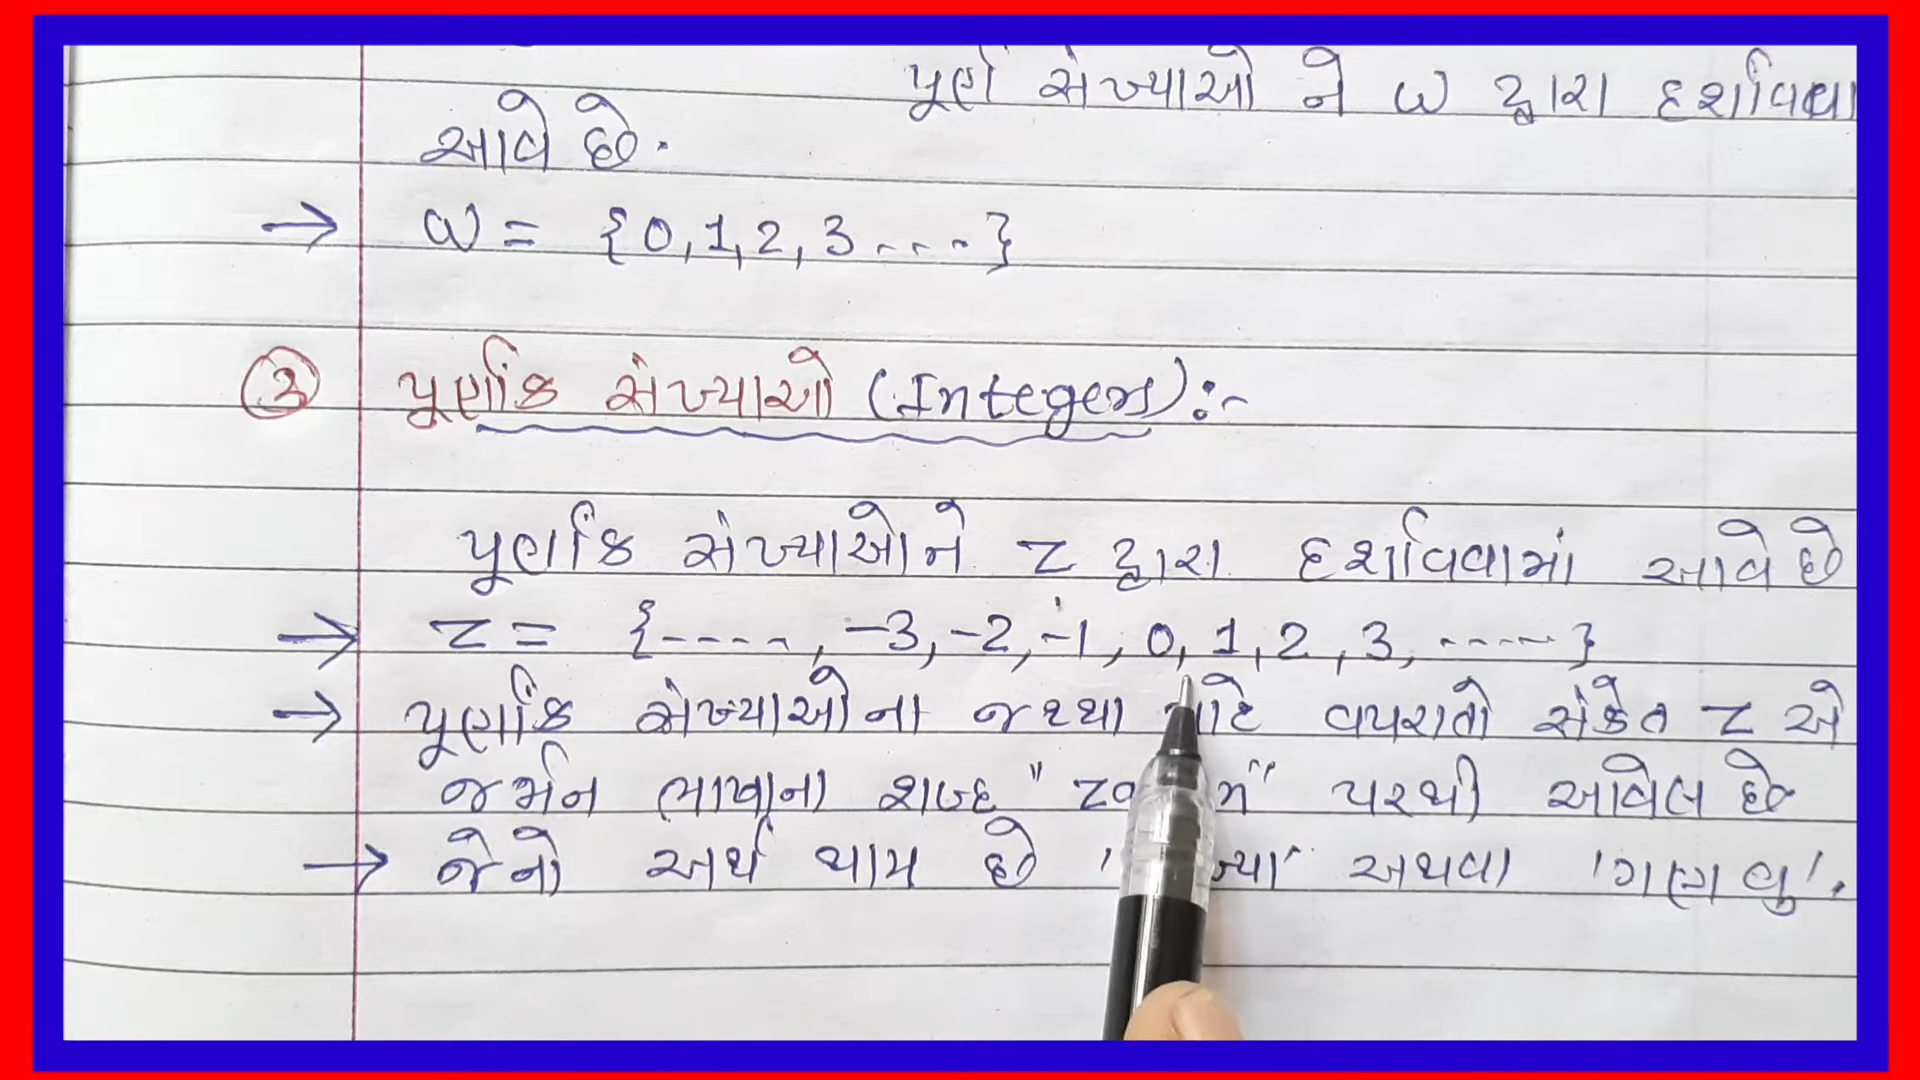 પૂર્ણ સંખ્યાઓ ને W દ્વારા દર્શાવવા
આવે છે.
→ W = {0, 1, 2, 3 ....}
③ પૂર્ણાંક સંખ્યાઓ (Integers) :-
પૂર્ણાંક સંખ્યાઓને Z દ્વારા દર્શાવવામાં આવે છે
→ Z = {....., -3, -2, -1, 0, 1, 2, 3, .....}
→ પૂર્ણાંક સંખ્યાઓના જથ્થા માટે વપરાતો સંકેત Z એ
જર્મન ભાષાના શબ્દ પરથી આવેલ છે
→ જેનો અર્થ થાય છે અથવા 'ગણવુ'.